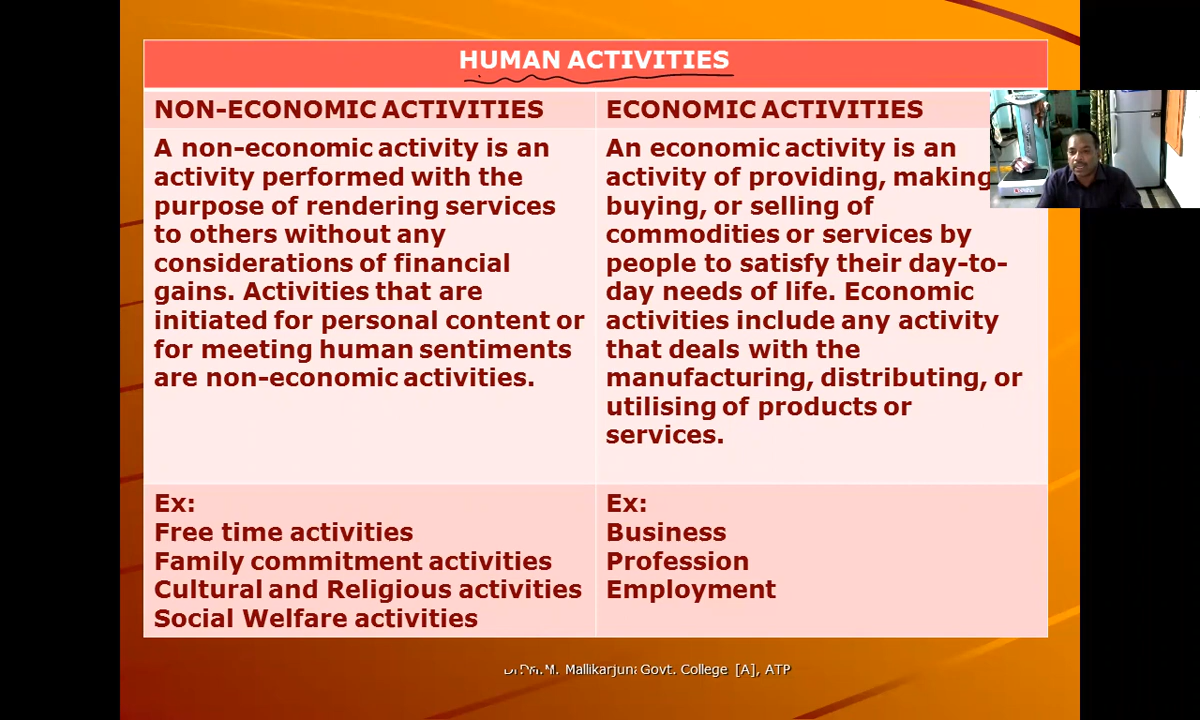 HUMAN ACTIVITIES
NON-ECONOMIC ACTIVITIES
A non-economic activity is an
activity performed with the
purpose of rendering services
to others without any
considerations of financial
gains. Activities that are
initiated for personal content or
for meeting human sentiments
are non-economic activities.
ECONOMIC ACTIVITIES
An economic activity is an
activity of providing, making
buying, or selling of
commodities or services by
people to satisfy their day-to-
day needs of life. Economic
activities include any activity
that deals with the
manufacturing, distributing, or
utilising of products or
services.
Ex:
Free time activities
Family commitment activities
Cultural and Religious activities
Social Welfare activities
Ex:
Business
Profession
Employment
M. Mallikarjuna Govt. College [A], ATP